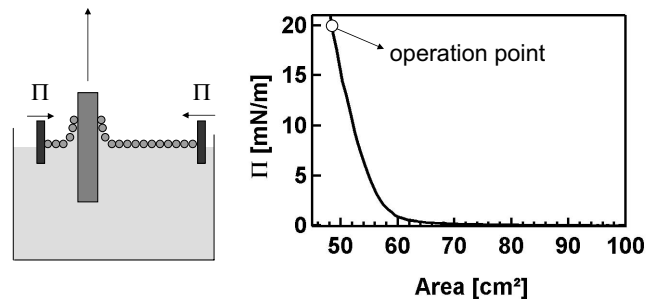 Π
Π
20
operation point
15
10
5
0
Π [mN/m]
50 60 70 80 90 100
Area [cm²]